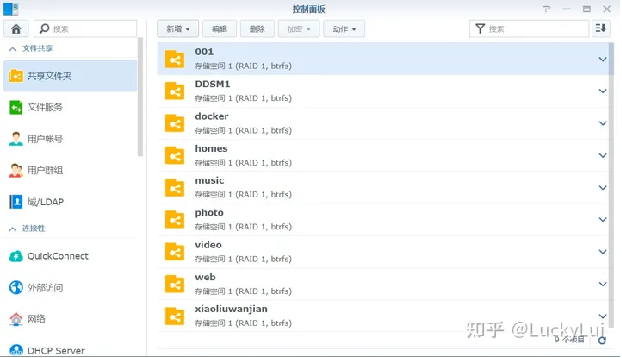 控制面板
搜索
新增 编辑 删除 加密 动作 搜索
文件共享
共享文件夹
文件服务
用户帐号
用户群组
域/LDAP
连接性
QuickConnect
外部访问
网络
DHCP Server
001
存储空间 1 (RAID 1, btrfs)
DDSM1
存储空间 1 (RAID 1, btrfs)
docker
存储空间 1 (RAID 1, btrfs)
homes
存储空间 1 (RAID 1, btrfs)
music
存储空间 1 (RAID 1, btrfs)
photo
存储空间 1 (RAID 1, btrfs)
video
存储空间 1 (RAID 1, btrfs)
web
存储空间 1 (RAID 1, btrfs)
xiaoliuwanjian
存储空间 1 (RAID 1, btrfs)
9 个项目
知乎 @LuckyLuj